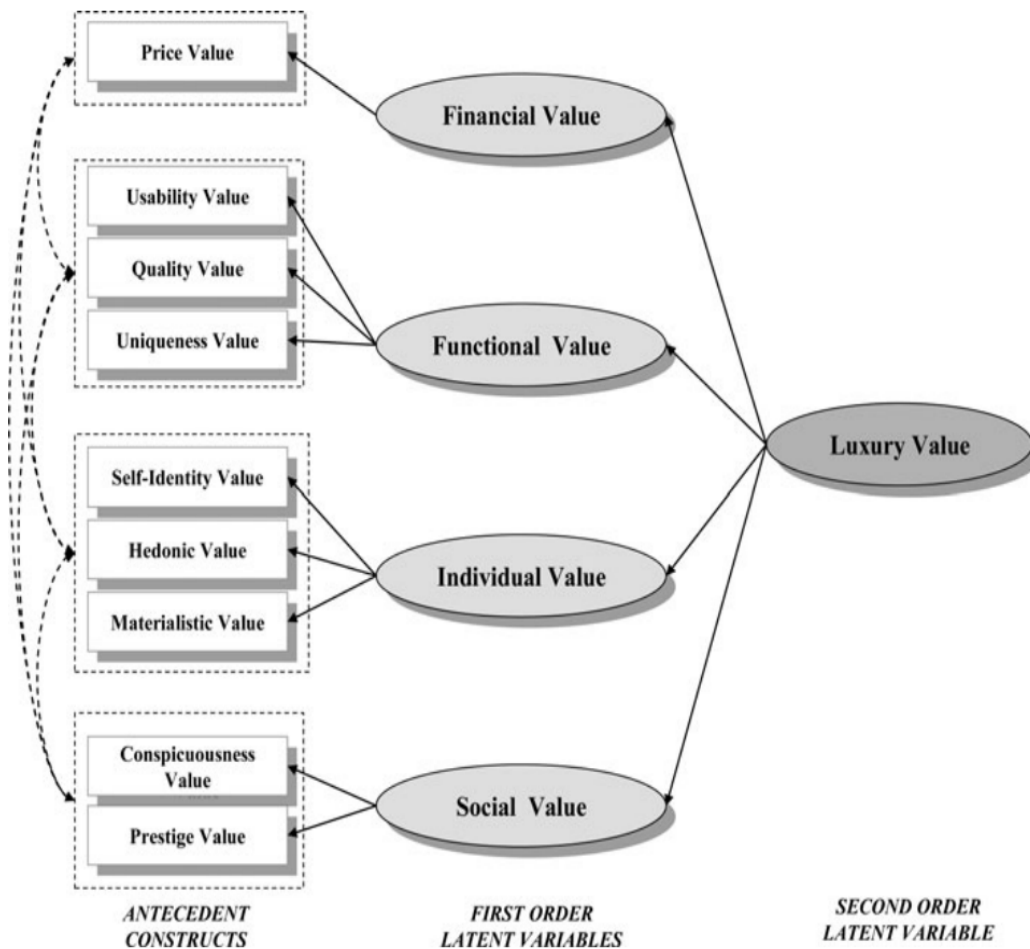 Price Value
Financial Value
Usability Value
Quality Value
Uniqueness Value
Functional Value
Luxury Value
Self-Identity Value
Hedonic Value
Materialistic Value
Individual Value
Conspicuousness
Value
Prestige Value
Social Value
ANTECEDENT
CONSTRUCTS
FIRST ORDER
LATENT VARIABLES
SECOND ORDER
LATENT VARIABLE